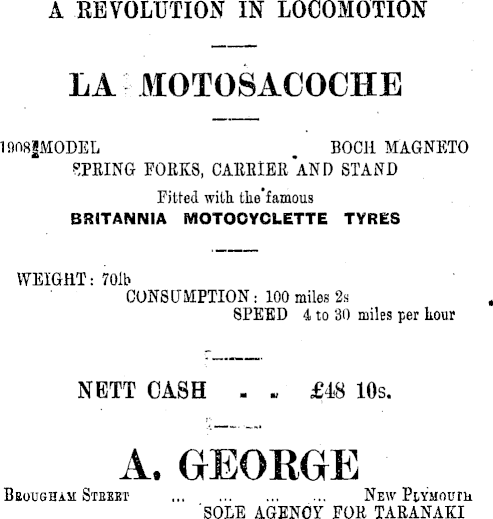 A REVOLUTION IN LOCOMOTION
LA MOTOSACOCHE
1908 MODEL BOCH MAGNETO
SPRING FORKS, CARRIER AND STAND
Fitted with the famous
BRITANNIA MOTOCYCLETTE TYRES
WEIGHT: 70lb
CONSUMPTION: 100 miles 2s
SPEED 4 to 30 miles per hour
NETT CASH . . £48 10s.
A. GEORGE
BROUGHAM STREET ... ... ... ... NEW PLYMOUTH
SOLE AGENCY FOR TARANAKI